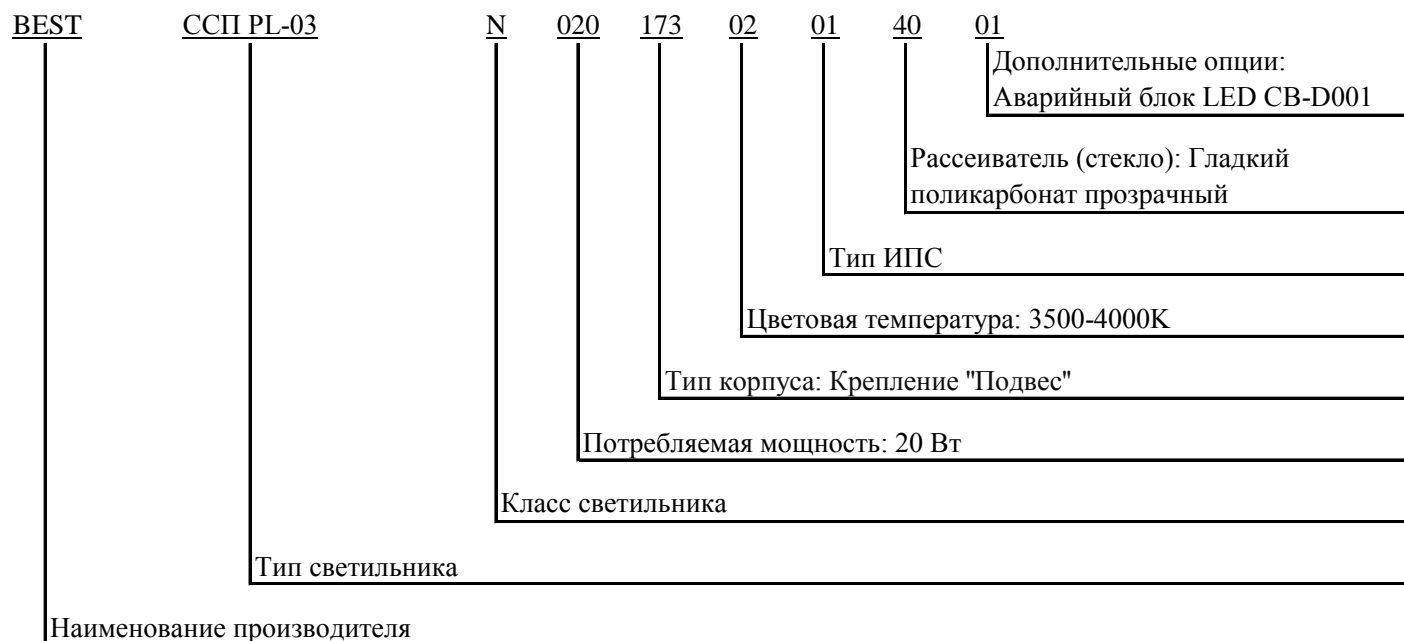 BEST ССП PL-03 N 020 173 02 01 40 01
Дополнительные опции:
Аварийный блок LED CB-D001
Рассеиватель (стекло): Гладкий
поликарбонат прозрачный
Тип ИПС
Цветовая температура: 3500-4000K
Тип корпуса: Крепление "Подвес"
Потребляемая мощность: 20 Вт
Класс светильника
Тип светильника
Наименование производителя